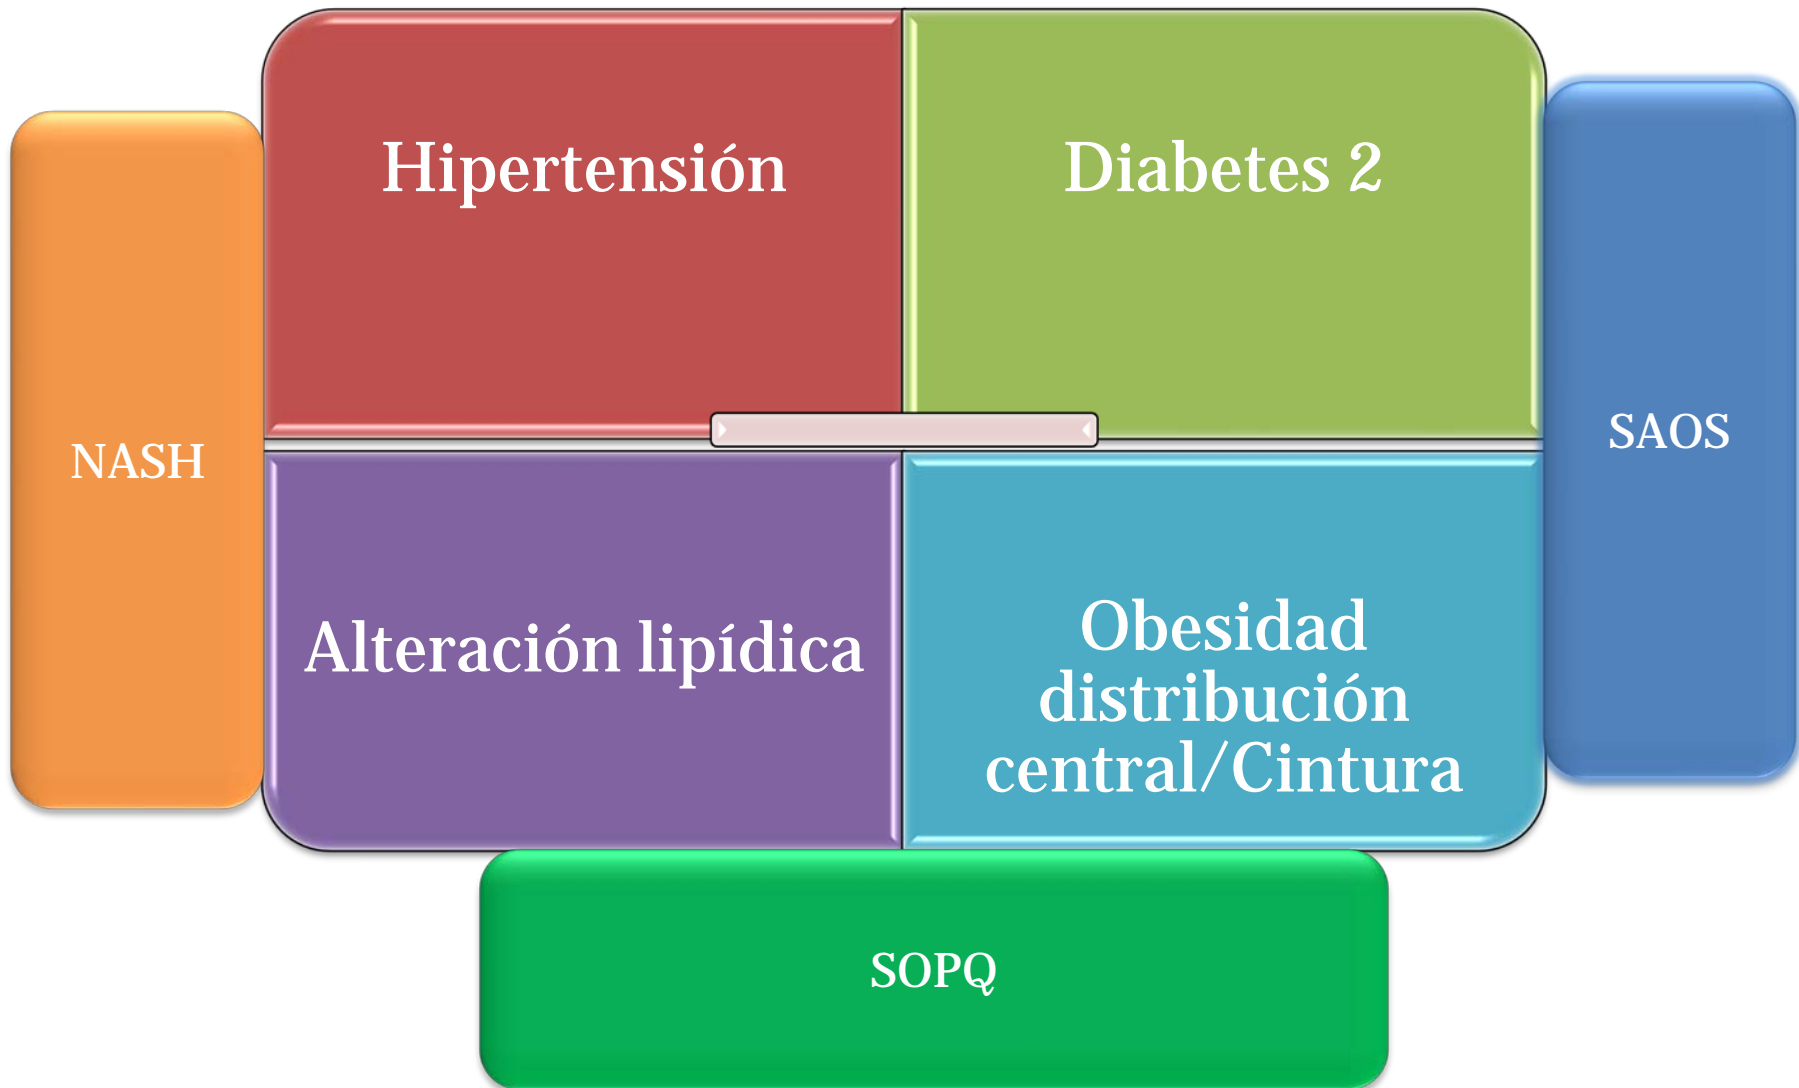 Hipertensión
Diabetes 2
NASH
SAOS
Alteración lipídica
Obesidad
distribución
central/Cintura
SOPQ